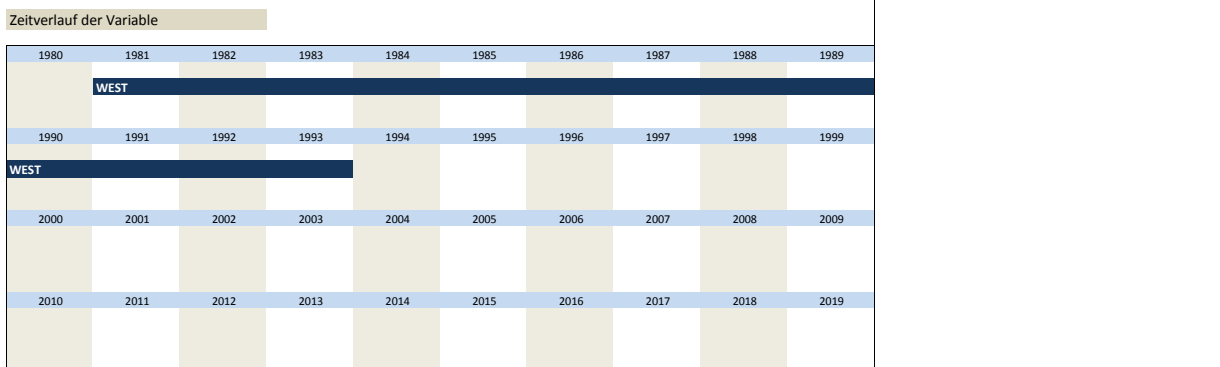 Zeitverlauf der Variable
1980 1981 1982 1983 1984 1985 1986 1987 1988 1989
WEST
1990 1991 1992 1993 1994 1995 1996 1997 1998 1999
WEST
2000 2001 2002 2003 2004 2005 2006 2007 2008 2009
2010 2011 2012 2013 2014 2015 2016 2017 2018 2019